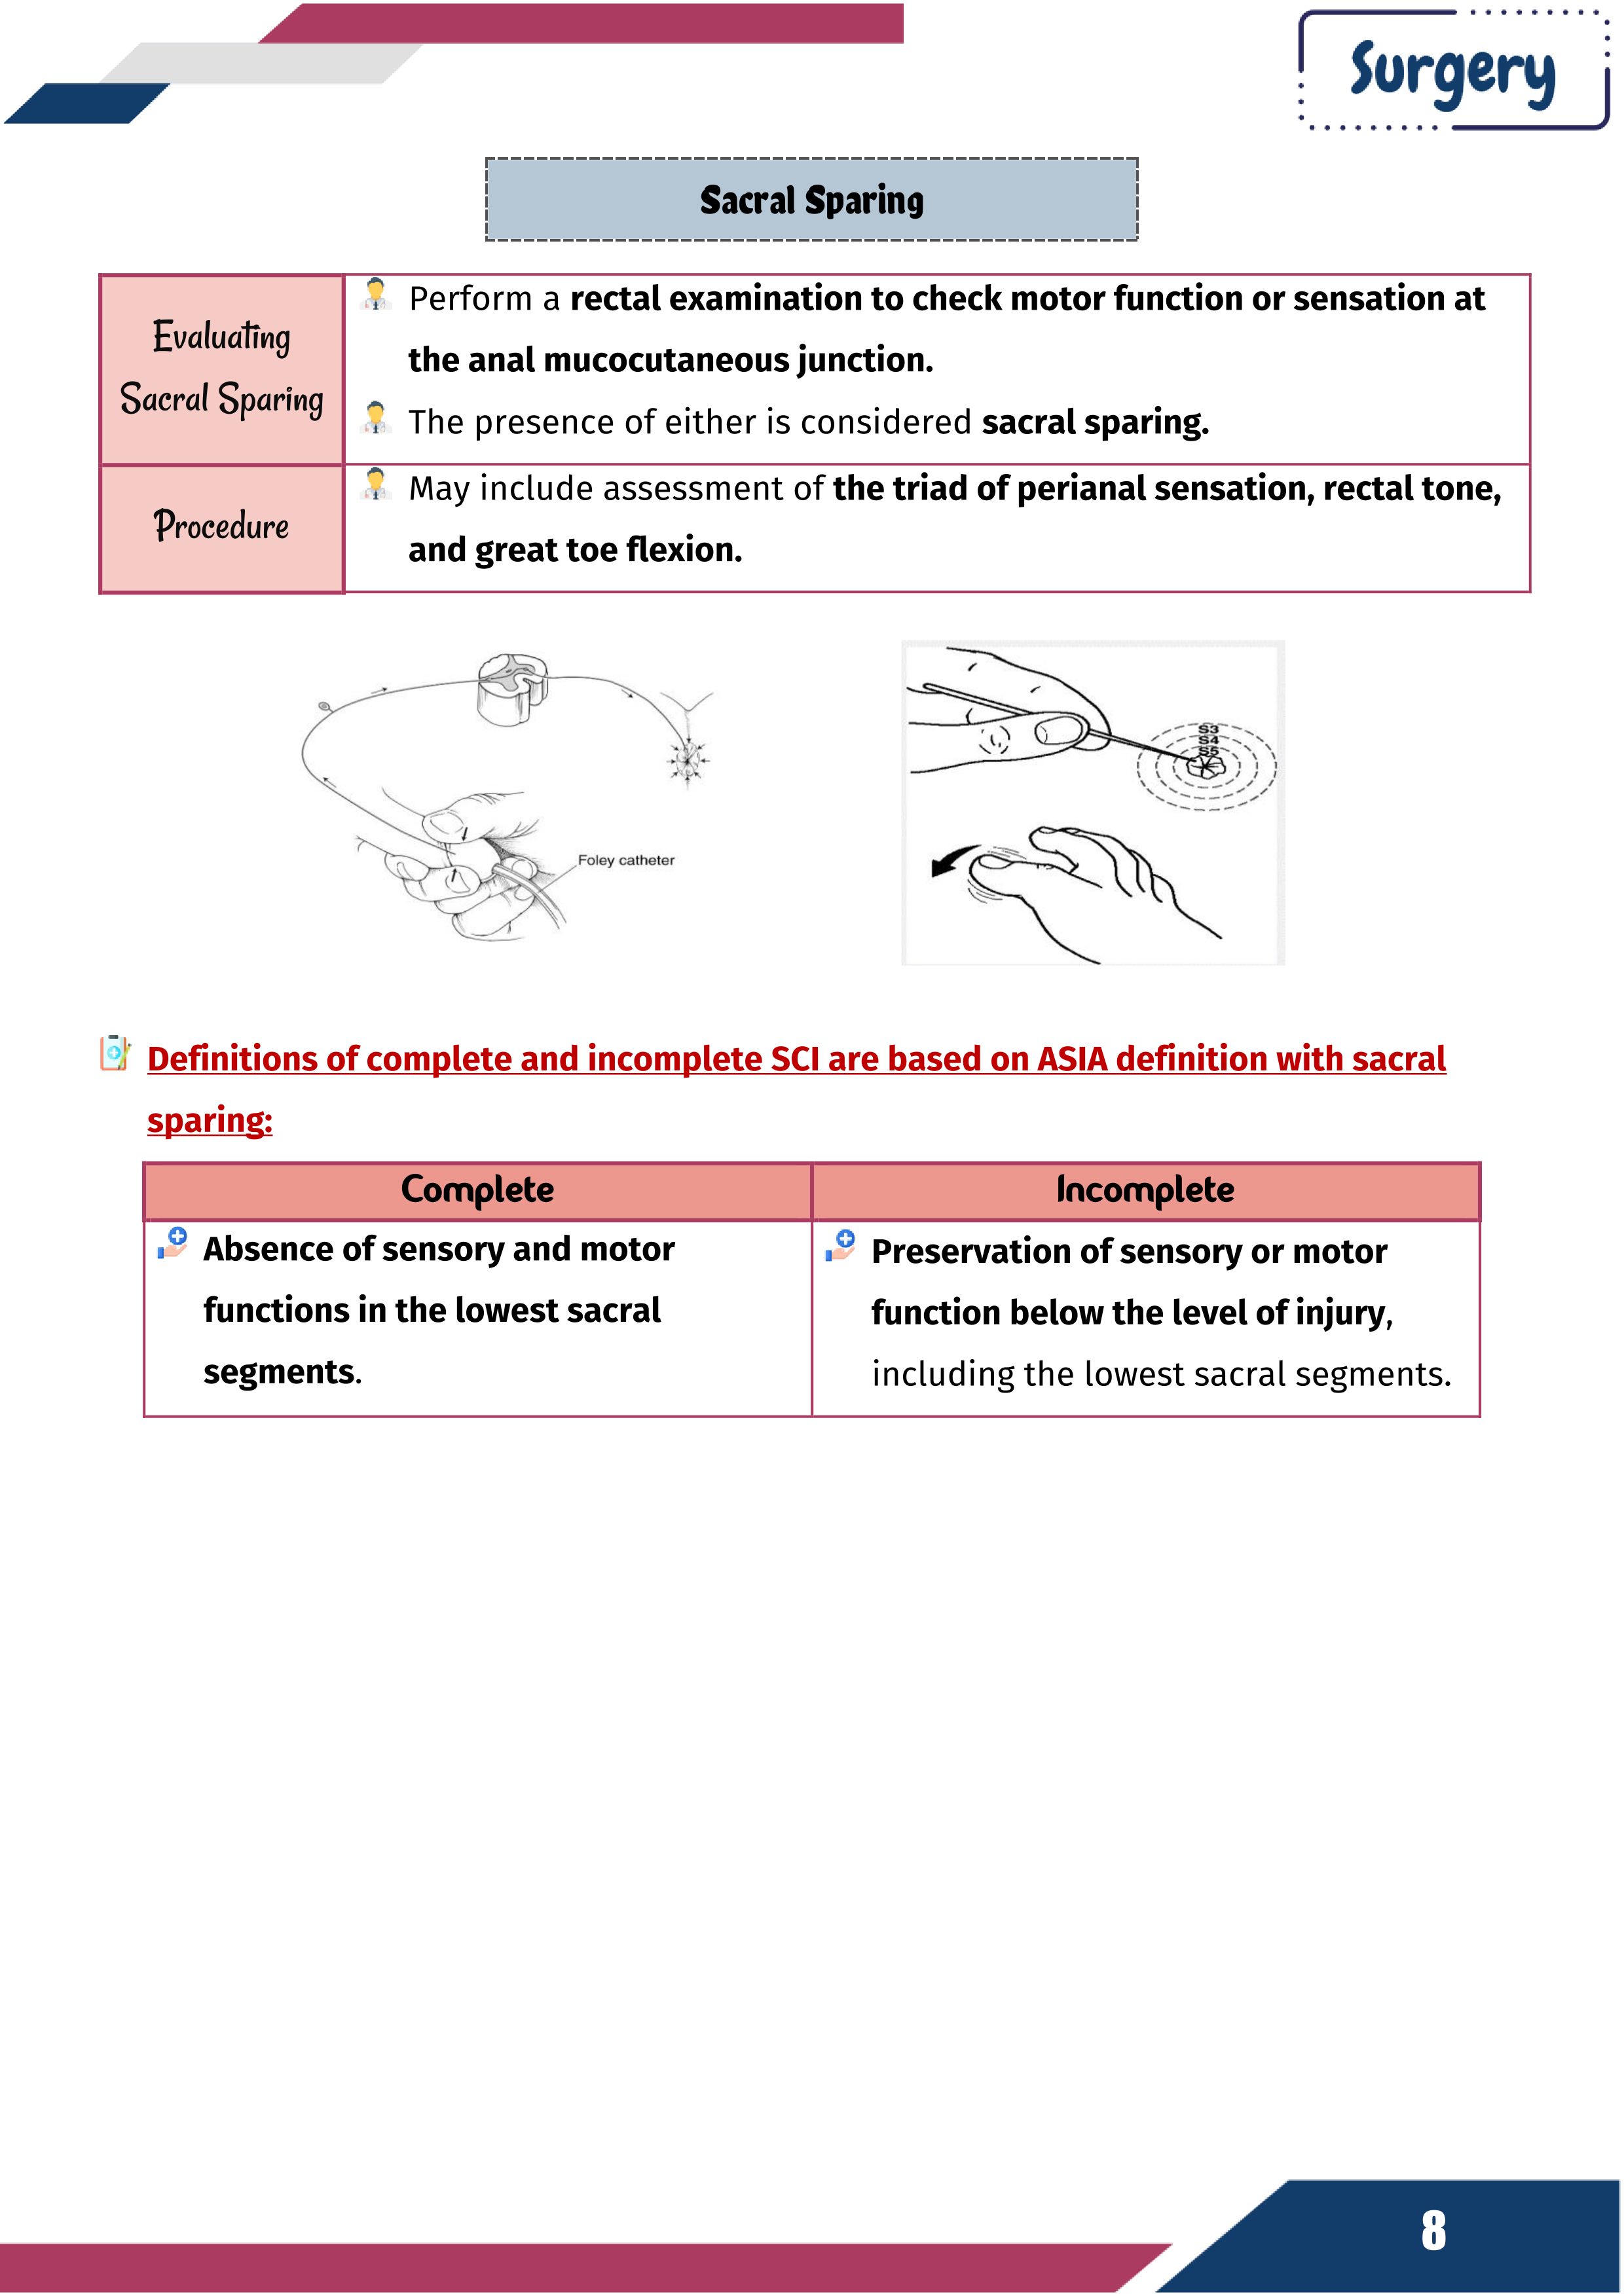 Surgery
Sacral Sparing
Evaluating
Sacral Sparing
Perform a rectal examination to check motor function or sensation at
the anal mucocutaneous junction.
The presence of either is considered sacral sparing.
Procedure
May include assessment of the triad of perianal sensation, rectal tone,
and great toe flexion.
Foley catheter
S3
S4
S5
Definitions of complete and incomplete SCI are based on ASIA definition with sacral
sparing:
Complete
Incomplete
Absence of sensory and motor
functions in the lowest sacral
segments.
Preservation of sensory or motor
function below the level of injury,
including the lowest sacral segments.
8